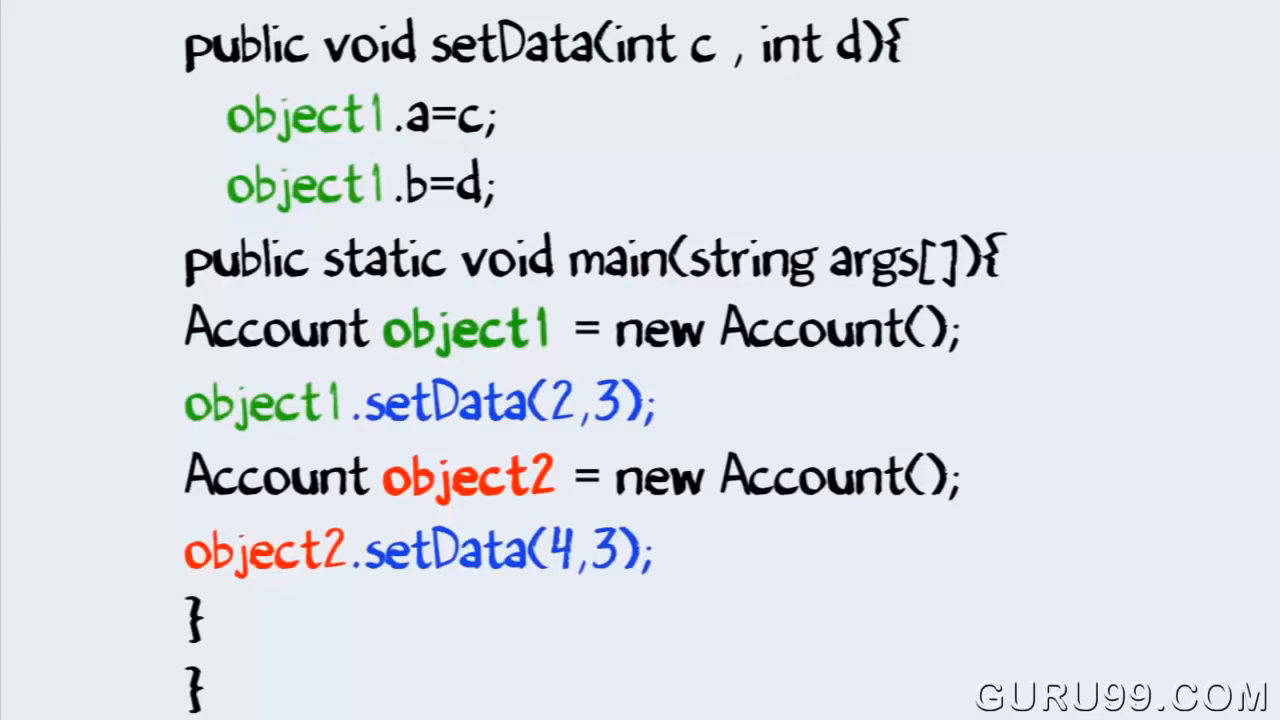 public void setData(int c , int d){
object1.a=c;
object1.b=d;
public static void main(string args[]){
Account object1 = new Account();
object1.setData(2,3);
Account object2 = new Account();
object2.setData(4,3);
}
}
GURU99.COM